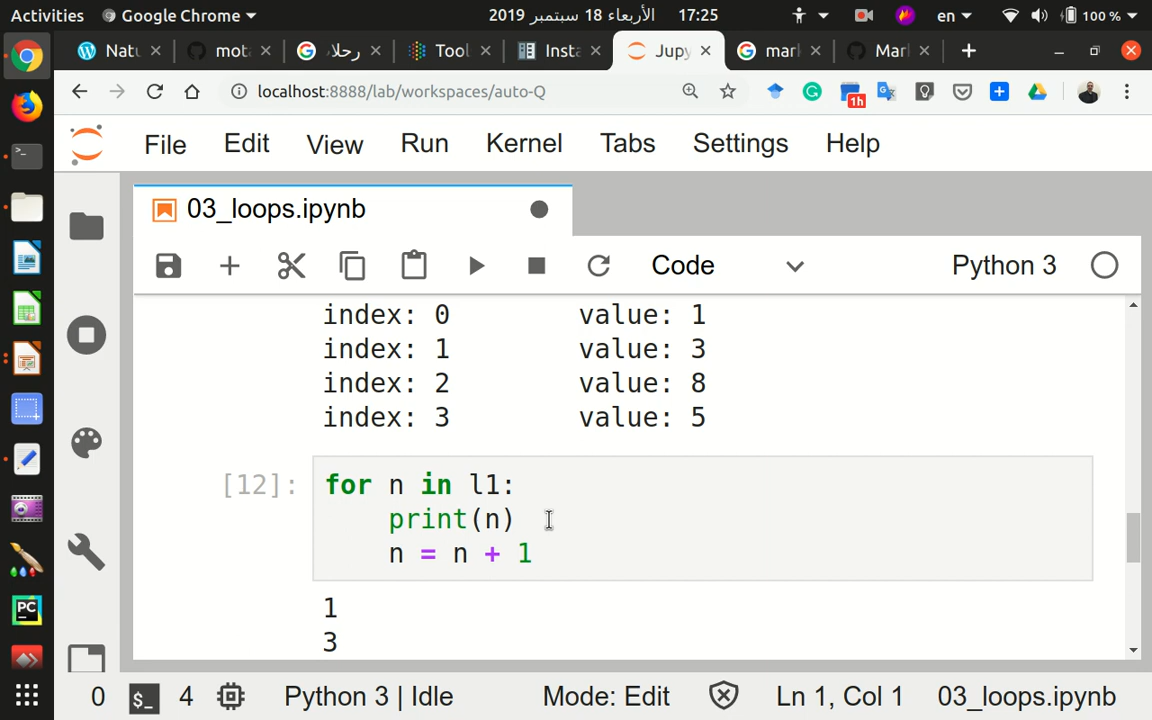 Activities Google Chrome الأربعاء 18 سبتمبر 2019 17:25 en 100 %
Natu mot رحلا Tool Insta Jupy mar Mar
localhost:8888/lab/workspaces/auto-Q 1h
File Edit View Run Kernel Tabs Settings Help
03_loops.ipynb
Code Python 3
index: 0 value: 1
index: 1 value: 3
index: 2 value: 8
index: 3 value: 5
[12]: for n in l1:
print(n)
n = n + 1
1
3
PC
0 $_ 4 Python 3 | Idle Mode: Edit Ln 1, Col 1 03_loops.ipynb